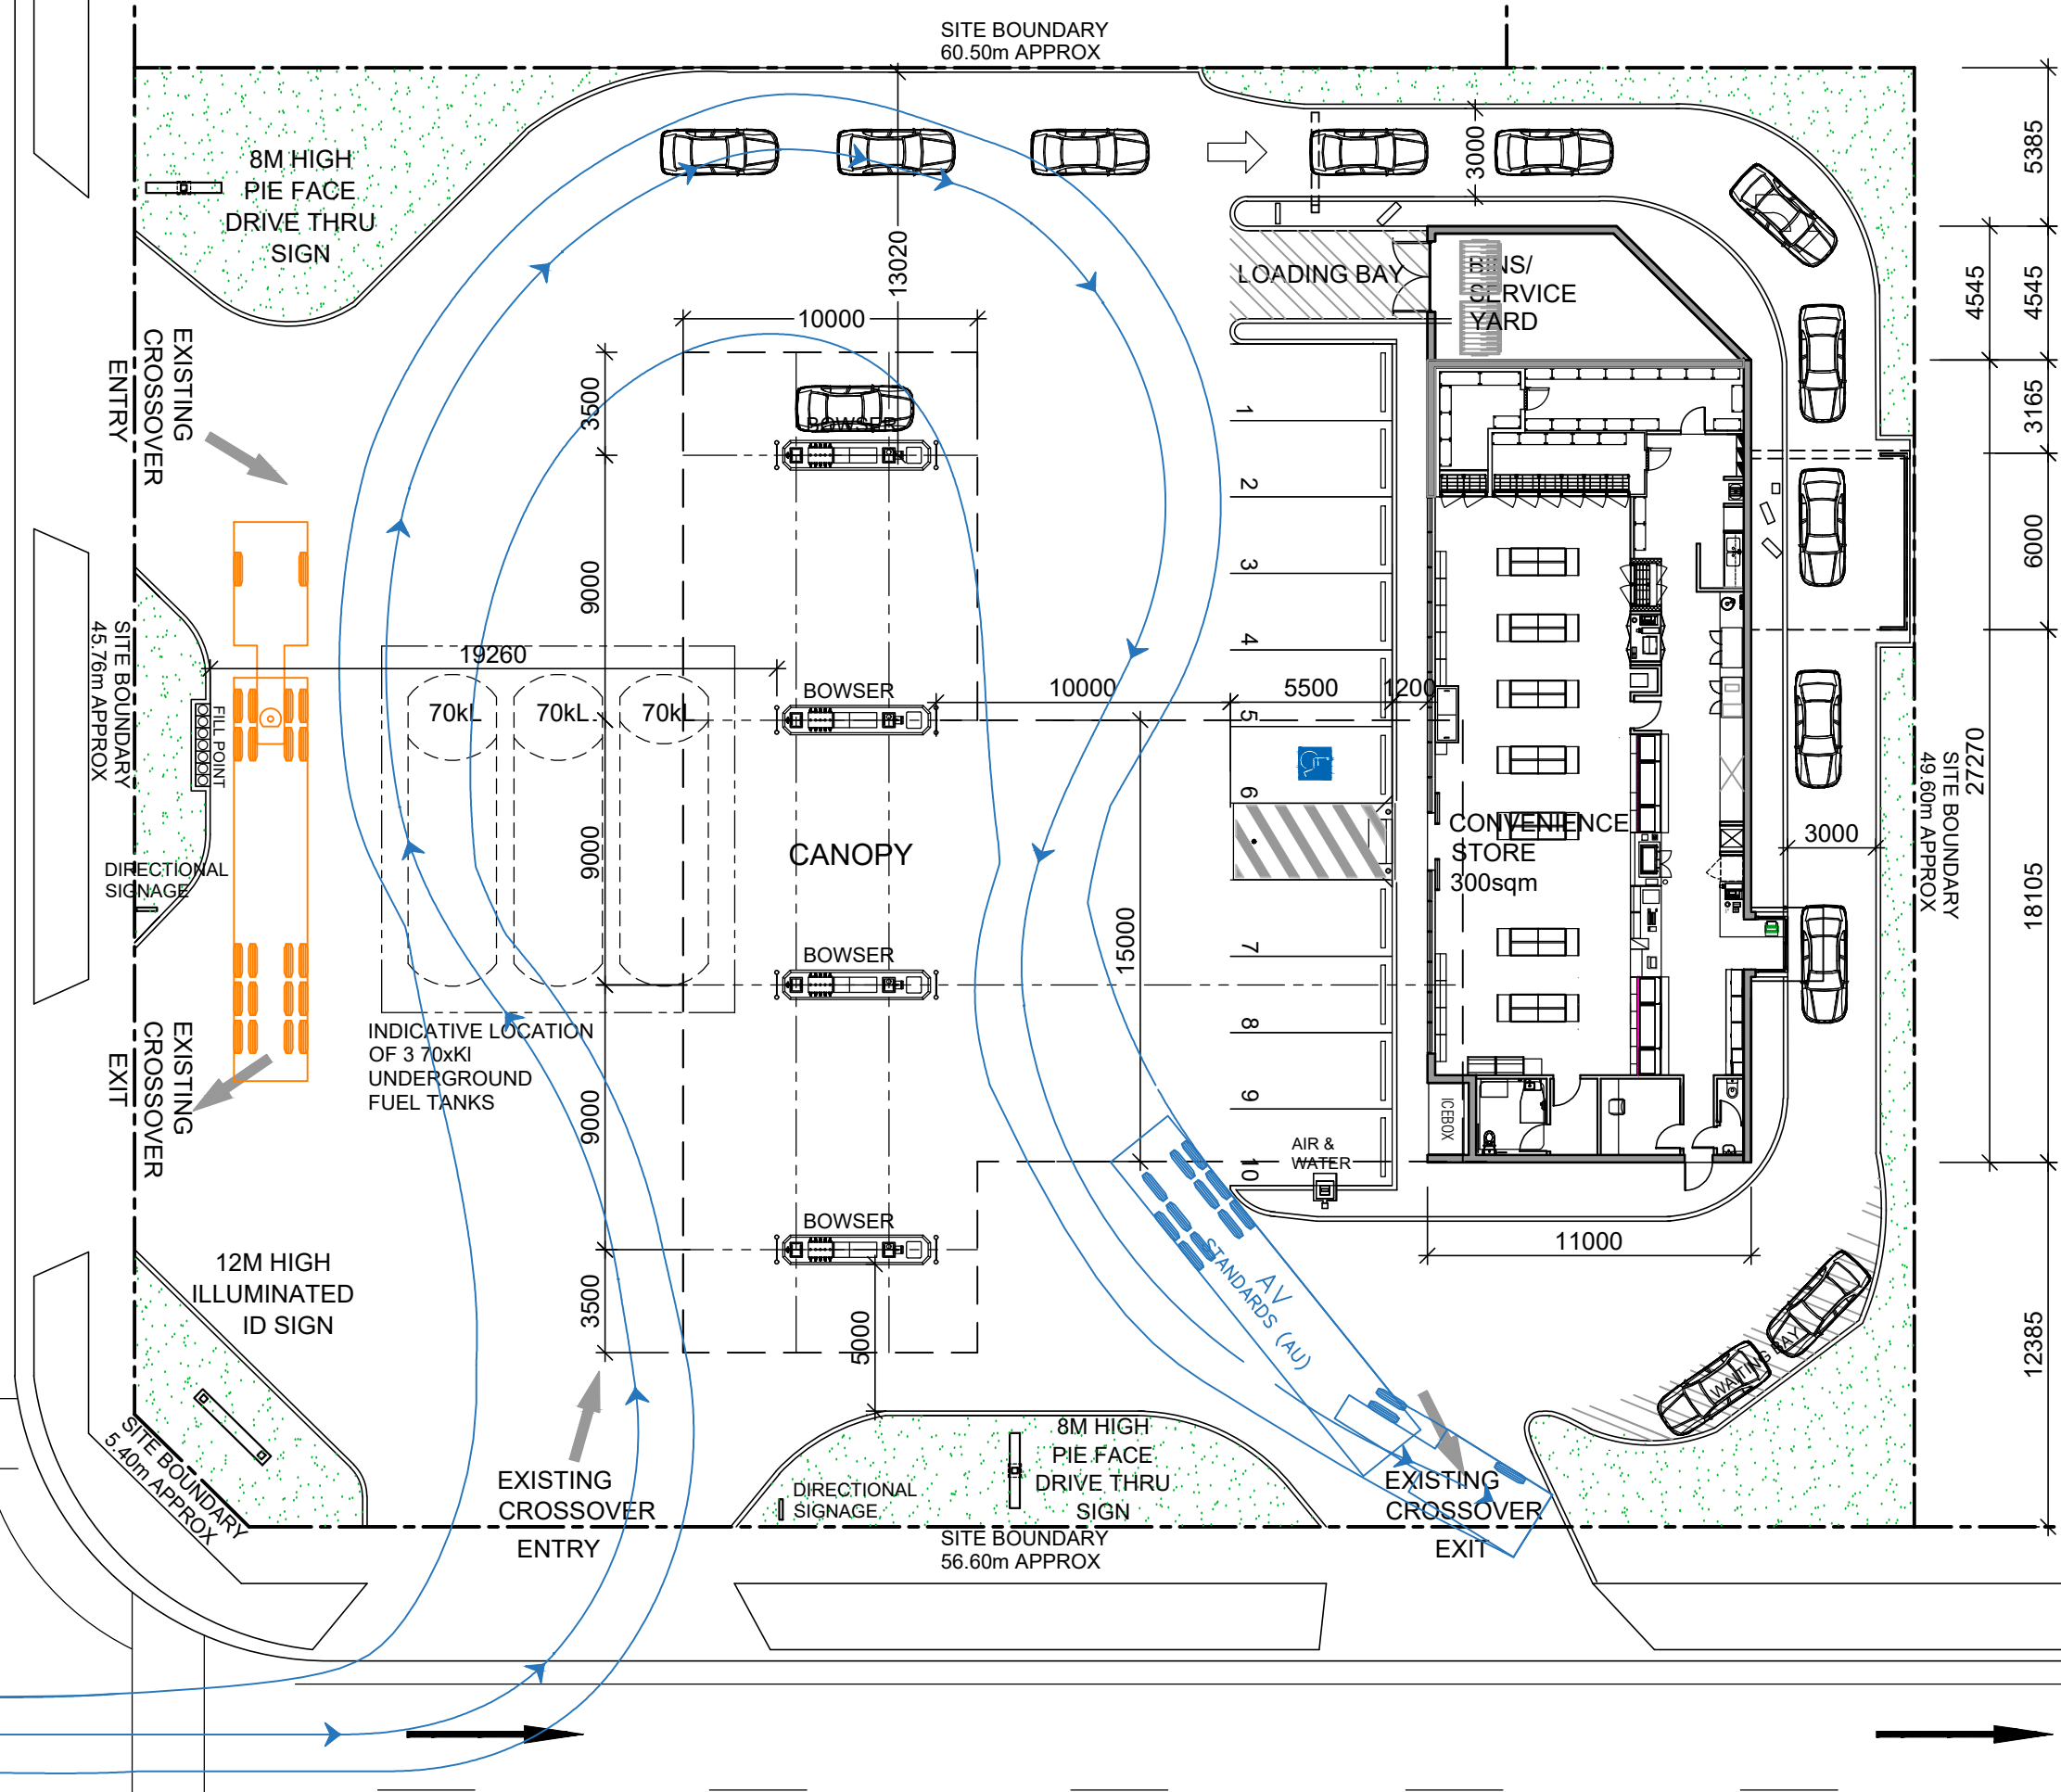 SITE BOUNDARY
60.50m APPROX
8M HIGH
PIE FACE
DRIVE THRU
SIGN
3000
5385
13020
LOADING BAY
BINS/
SERVICE
YARD
4545
4545
EXISTING
CROSSOVER
ENTRY
10000
3500
BOWSER
1
3165
2
9000
3
6000
4
SITE BOUNDARY
45.76m APPROX
19260
FILL POINT
70kL
70kL
70kL
BOWSER
10000
5500
1200
5
27270
SITE BOUNDARY
49.60m APPROX
6
CANOPY
CONVENIENCE
STORE
300sqm
3000
9000
DIRECTIONAL
SIGNAGE
18105
15000
7
BOWSER
8
INDICATIVE LOCATION
OF 3 70xKl
UNDERGROUND
FUEL TANKS
EXISTING
CROSSOVER
EXIT
9000
9
ICEBOX
AIR &
WATER
10
BOWSER
11000
12M HIGH
ILLUMINATED
ID SIGN
3500
5000
AV
STANDARDS (AU)
WAITING BAY
12385
SITE BOUNDARY
5.40m APPROX
8M HIGH
PIE FACE
DRIVE THRU
SIGN
DIRECTIONAL
SIGNAGE
EXISTING
CROSSOVER
ENTRY
EXISTING
CROSSOVER
EXIT
SITE BOUNDARY
56.60m APPROX